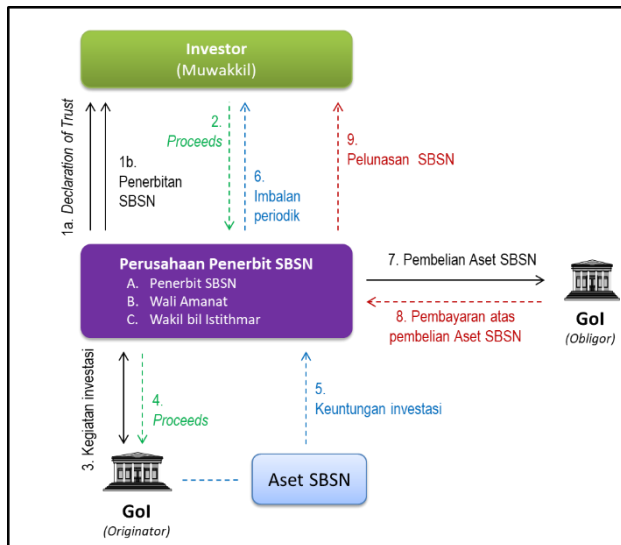 Investor
(Muwakkil)
1a. Declaration of Trust
1b.
Penerbitan
SBSN
2.
Proceeds
6.
Imbalan
periodik
9.
Pelunasan SBSN
Perusahaan Penerbit SBSN
A. Penerbit SBSN
B. Wali Amanat
C. Wakil bil Istithmar
7. Pembelian Aset SBSN
8. Pembayaran atas
pembelian Aset SBSN
GoI
(Obligor)
3. Kegiatan investasi
4.
Proceeds
5.
Keuntungan investasi
GoI
(Originator)
Aset SBSN